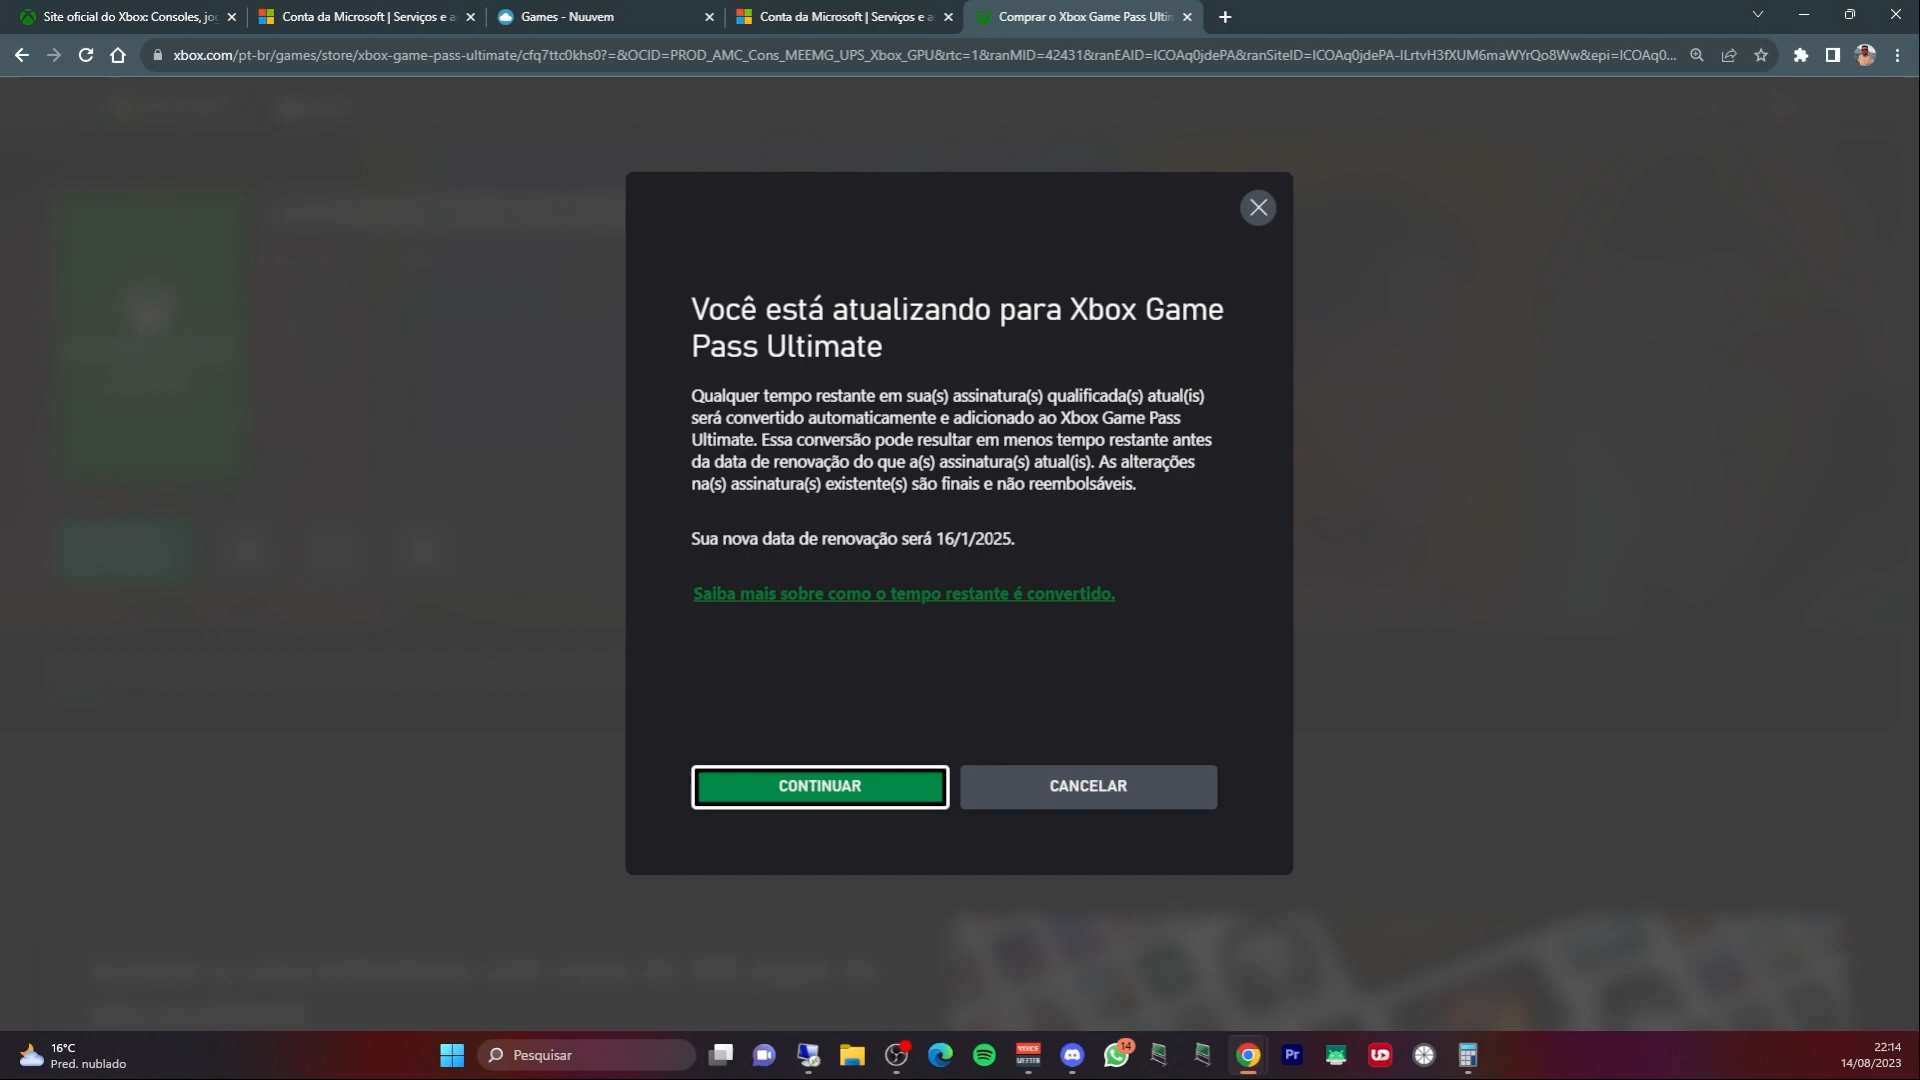 Site oficial do Xbox: Consoles, jo
Conta da Microsoft | Serviços e a
Games - Nuuvem
Conta da Microsoft | Serviços e a
Comprar o Xbox Game Pass Ultim
xbox.com/pt-br/games/store/xbox-game-pass-ultimate/cfq7ttc0khs0?=&OCID=PROD_AMC_Cons_MEEMG_UPS_Xbox_GPU&rtc=1&ranMID=42431&ranEAID=ICOAq0jdePA&ranSiteID=ICOAq0jdePA-ILrtvH3fXUM6maWYrQo8Ww&epi=ICOAq0...
Você está atualizando para Xbox Game
Pass Ultimate
Qualquer tempo restante em sua(s) assinatura(s) qualificada(s) atual(is)
será convertido automaticamente e adicionado ao Xbox Game Pass
Ultimate. Essa conversão pode resultar em menos tempo restante antes
da data de renovação do que a(s) assinatura(s) atual(is). As alterações
na(s) assinatura(s) existente(s) são finais e não reembolsáveis.
Sua nova data de renovação será 16/1/2025.
Saiba mais sobre como o tempo restante é convertido.
CONTINUAR
CANCELAR
16°C
Pred. nublado
Pesquisar
VOICE
MEETER
14
Pr
22:14
14/08/2023